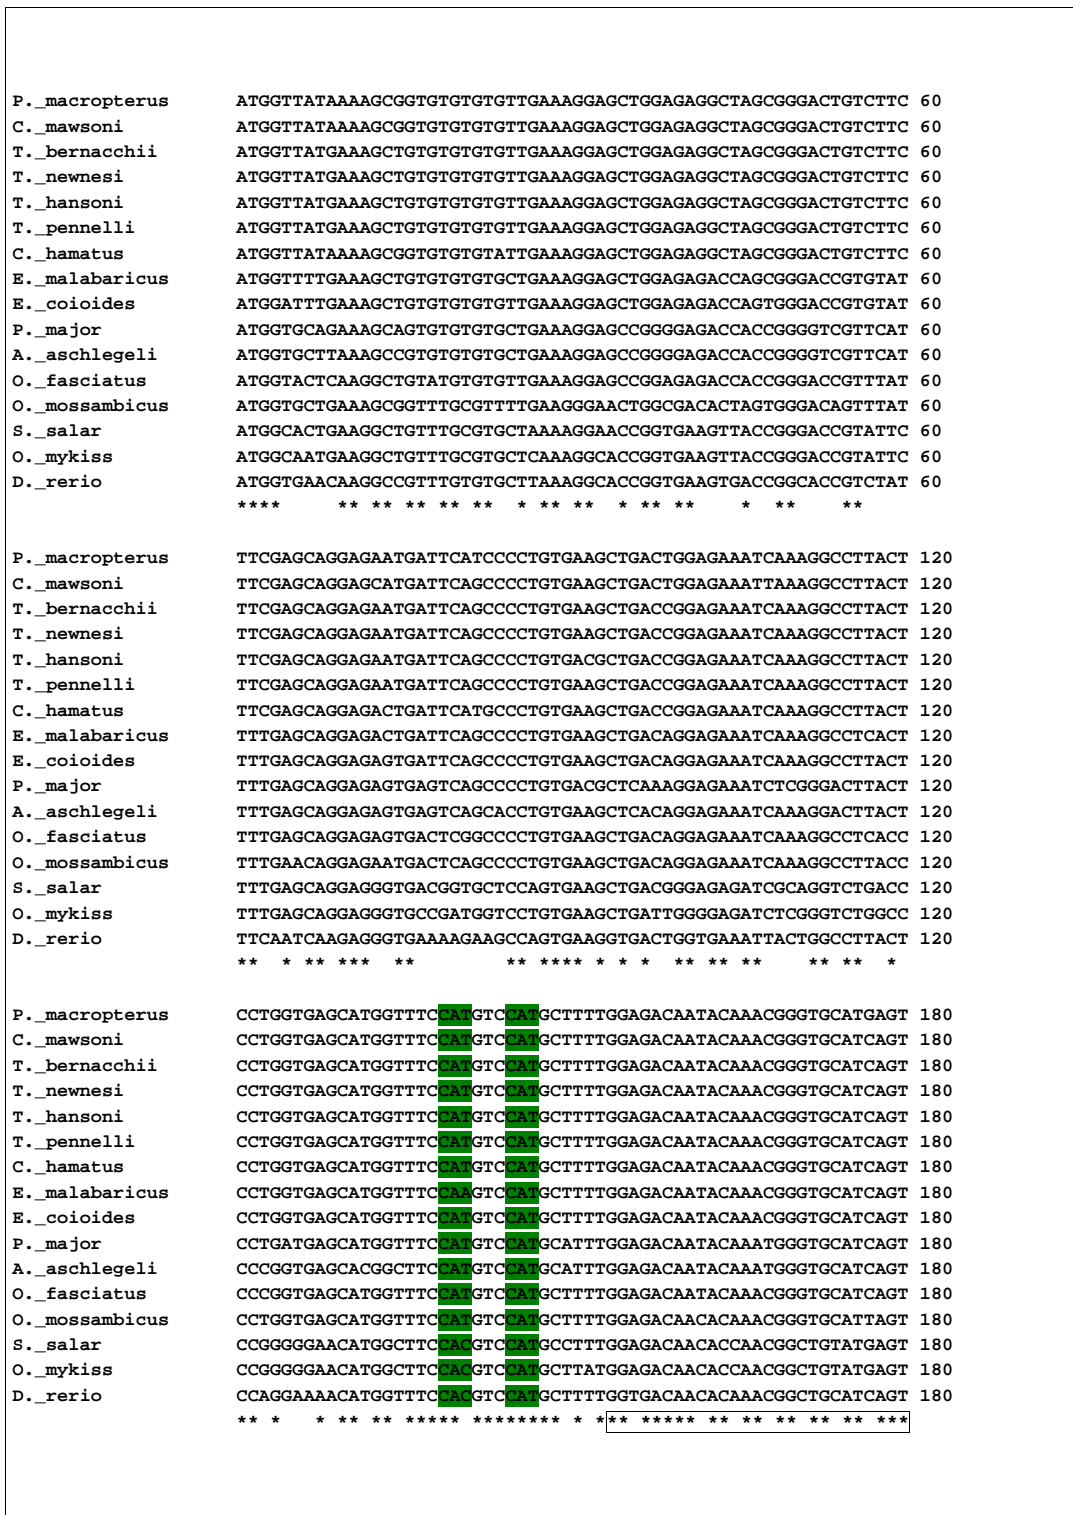 P._macropterus ATGGTTATAAAAGCGGTGTGTGTGTTGAAAGGAGCTGGAGAGGCTAGCGGGACTGTCTTC 60
C._mawsoni ATGGTTATAAAAGCGGTGTGTGTGTTGAAAGGAGCTGGAGAGGCTAGCGGGACTGTCTTC 60
T._bernacchii ATGGTTATGAAAGCTGTGTGTGTGTTGAAAGGAGCTGGAGAGGCTAGCGGGACTGTCTTC 60
T._newnesi ATGGTTATGAAAGCTGTGTGTGTGTTGAAAGGAGCTGGAGAGGCTAGCGGGACTGTCTTC 60
T._hansoni ATGGTTATGAAAGCTGTGTGTGTGTTGAAAGGAGCTGGAGAGGCTAGCGGGACTGTCTTC 60
T._pennelli ATGGTTATGAAAGCTGTGTGTGTGTTGAAAGGAGCTGGAGAGGCTAGCGGGACTGTCTTC 60
C._hamatus ATGGTTATAAAAGCGGTGTGTGTATTGAAAGGAGCTGGAGAGGCTAGCGGGACTGTCTTC 60
E._malabaricus ATGGTTTTGAAAGCTGTGTGTGTGCTGAAAGGAGCTGGAGAGACCAGCGGGACCGTGTAT 60
E._coioides ATGGATTTGAAAGCTGTGTGTGTGTTGAAAGGAGCTGGAGAGACCAGTGGGACCGTGTAT 60
P._major ATGGTGCAGAAAGCAGTGTGTGTGCTGAAAGGAGCCGGGGAGACCACCGGGGTCGTTCAT 60
A._aschlegeli ATGGTGCTTAAAGCCGTGTGTGTGCTGAAAGGAGCCGGGGAGACCACCGGGGTCGTTCAT 60
O._fasciatus ATGGTACTCAAGGCTGTATGTGTGTTGAAAGGAGCCGGAGAGACCACCGGGACCGTTTAT 60
O._mossambicus ATGGTGCTGAAAGCGGTTTGCGTTTTGAAGGGAACTGGCGACACTAGTGGGACAGTTTAT 60
S._salar ATGGCACTGAAGGCTGTTTGCGTGCTAAAAGGAACCGGTGAAGTTACCGGGACCGTATTC 60
O._mykiss ATGGCAATGAAGGCTGTTTGCGTGCTCAAAGGCACCGGTGAAGTTACCGGGACCGTATTC 60
D._rerio ATGGTGAACAAGGCCGTTTGTGTGCTTAAAGGCACCGGTGAAGTGACCGGCACCGTCTAT 60
****     ** ** ** ** **  * ** **  * ** **    *  **    **
P._macropterus TTCGAGCAGGAGAATGATTCATCCCCTGTGAAGCTGACTGGAGAAATCAAAGGCCTTACT 120
C._mawsoni TTCGAGCAGGAGCATGATTCAGCCCCTGTGAAGCTGACTGGAGAAATTAAAGGCCTTACT 120
T._bernacchii TTCGAGCAGGAGAATGATTCAGCCCCTGTGAAGCTGACCGGAGAAATCAAAGGCCTTACT 120
T._newnesi TTCGAGCAGGAGAATGATTCAGCCCCTGTGAAGCTGACCGGAGAAATCAAAGGCCTTACT 120
T._hansoni TTCGAGCAGGAGAATGATTCAGCCCCTGTGACGCTGACCGGAGAAATCAAAGGCCTTACT 120
T._pennelli TTCGAGCAGGAGAATGATTCAGCCCCTGTGAAGCTGACCGGAGAAATCAAAGGCCTTACT 120
C._hamatus TTCGAGCAGGAGACTGATTCATGCCCTGTGAAGCTGACCGGAGAAATCAAAGGCCTTACT 120
E._malabaricus TTTGAGCAGGAGACTGATTCAGCCCCTGTGAAGCTGACAGGAGAAATCAAAGGCCTCACT 120
E._coioides TTTGAGCAGGAGAGTGATTCAGCCCCTGTGAAGCTGACAGGAGAAATCAAAGGCCTTACT 120
P._major TTTGAGCAGGAGAGTGAGTCAGCCCCTGTGACGCTCAAAGGAGAAATCTCGGGACTTACT 120
A._aschlegeli TTTGAGCAGGAGAGTGAGTCAGCACCTGTGAAGCTCACAGGAGAAATCAAAGGACTTACT 120
O._fasciatus TTTGAGCAGGAGAGTGACTCGGCCCCTGTGAAGCTGACAGGAGAAATCAAAGGCCTCACC 120
O._mossambicus TTTGAACAGGAGAATGACTCAGCCCCTGTGAAGCTGACAGGAGAAATCAAAGGCCTTACC 120
S._salar TTTGAGCAGGAGGGTGACGGTGCTCCAGTGAAGCTGACGGGAGAGATCGCAGGTCTGACC 120
O._mykiss TTTGAGCAGGAGGGTGCCGATGGTCCTGTGAAGCTGATTGGGGAGATCTCGGGTCTGGCC 120
D._rerio TTCAATCAAGAGGGTGAAAAGAAGCCAGTGAAGGTGACTGGTGAAATTACTGGCCTTACT 120
**  * ** ***  **        ** **** * * *  ** ** **    ** **  *
P._macropterus CCTGGTGAGCATGGTTTCCATGTCCATGCTTTTGGAGACAATACAAACGGGTGCATGAGT 180
C._mawsoni CCTGGTGAGCATGGTTTCCATGTCCATGCTTTTGGAGACAATACAAACGGGTGCATCAGT 180
T._bernacchii CCTGGTGAGCATGGTTTCCATGTCCATGCTTTTGGAGACAATACAAACGGGTGCATCAGT 180
T._newnesi CCTGGTGAGCATGGTTTCCATGTCCATGCTTTTGGAGACAATACAAACGGGTGCATCAGT 180
T._hansoni CCTGGTGAGCATGGTTTCCATGTCCATGCTTTTGGAGACAATACAAACGGGTGCATCAGT 180
T._pennelli CCTGGTGAGCATGGTTTCCATGTCCATGCTTTTGGAGACAATACAAACGGGTGCATCAGT 180
C._hamatus CCTGGTGAGCATGGTTTCCATGTCCATGCTTTTGGAGACAATACAAACGGGTGCATCAGT 180
E._malabaricus CCTGGTGAGCATGGTTTCCAAGTCCATGCTTTTGGAGACAATACAAACGGGTGCATCAGT 180
E._coioides CCTGGTGAGCATGGTTTCCATGTCCATGCTTTTGGAGACAATACAAACGGGTGCATCAGT 180
P._major CCTGATGAGCATGGTTTCCATGTCCATGCATTTGGAGACAATACAAATGGGTGCATCAGT 180
A._aschlegeli CCCGGTGAGCACGGCTTCCATGTCCATGCATTTGGAGACAATACAAATGGGTGCATCAGT 180
O._fasciatus CCCGGTGAGCATGGTTTCCATGTCCATGCTTTTGGAGACAATACAAACGGGTGCATCAGT 180
O._mossambicus CCTGGTGAGCATGGTTTCCATGTCCATGCTTTTGGAGACAACACAAACGGGTGCATTAGT 180
S._salar CCGGGGGAACATGGCTTCCACGTCCATGCCTTTGGAGACAACACCAACGGCTGTATGAGT 180
O._mykiss CCGGGGGAACATGGCTTCCACGTCCATGCTTATGGAGACAACACCAACGGCTGTATGAGT 180
D._rerio CCAGGAAAACATGGTTTCCACGTCCATGCTTTTGGTGACAACACAAACGGCTGCATCAGT 180
** *   * ** ** ***** ******** * *** ***** ** ** ** ** ** ***